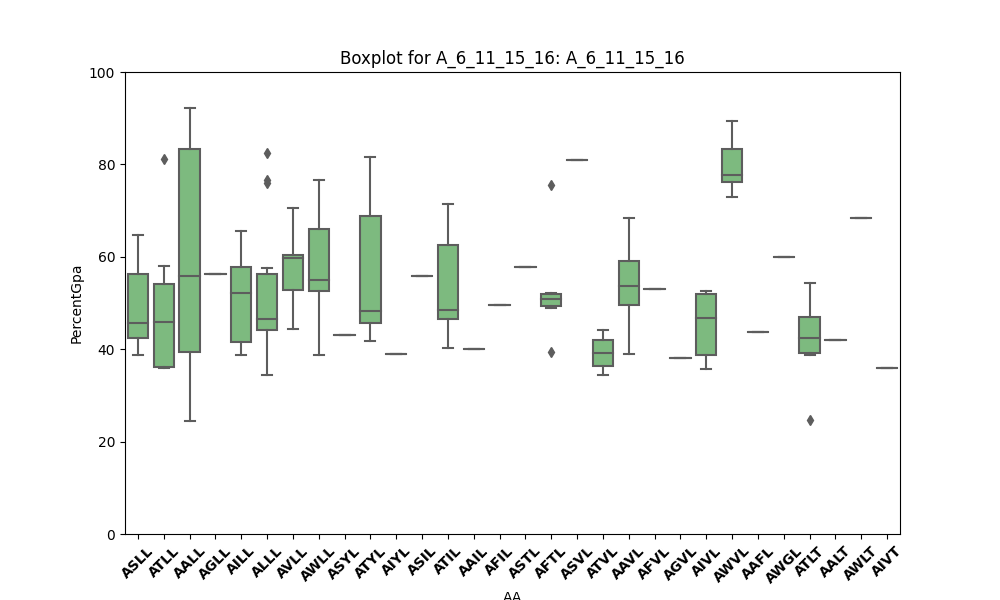 Boxplot for A_6_11_15_16: A_6_11_15_16
100
80
60
40
20
0
PercentGpa
ASLL ATLL AALL AGLL AILL ALLL AVLL AWLL ASYL ATYL AIYL ASIL ATIL AAIL AFIL ASTL AFTL ASVL ATVL AAVL AFVL AGVL AIVL AWVL AAFL AWGL ATLT AALT AWLT AIVT
AA